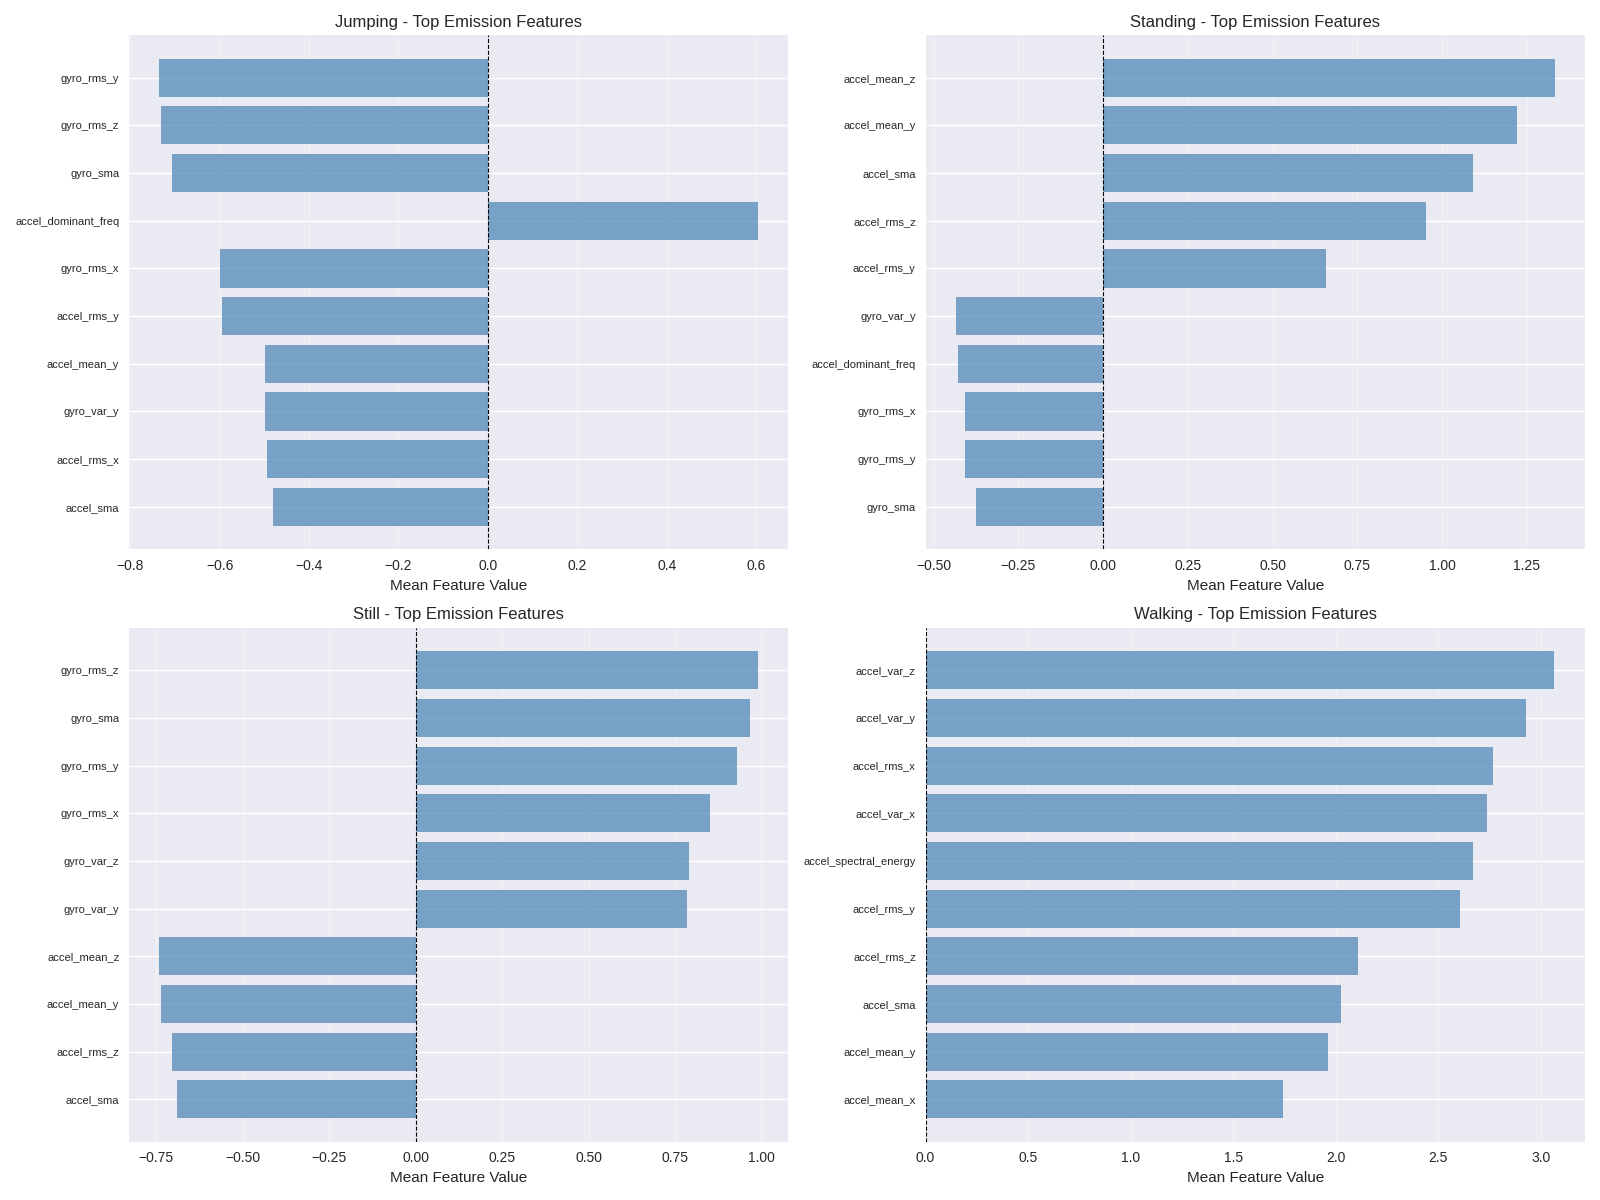 Jumping - Top Emission Features
gyro_rms_y
gyro_rms_z
gyro_sma
accel_dominant_freq
gyro_rms_x
accel_rms_y
accel_mean_y
gyro_var_y
accel_rms_x
accel_sma
−0.8 −0.6 −0.4 −0.2 0.0 0.2 0.4 0.6
Mean Feature Value
Standing - Top Emission Features
accel_mean_z
accel_mean_y
accel_sma
accel_rms_z
accel_rms_y
gyro_var_y
accel_dominant_freq
gyro_rms_x
gyro_rms_y
gyro_sma
−0.50 −0.25 0.00 0.25 0.50 0.75 1.00 1.25
Mean Feature Value
Still - Top Emission Features
gyro_rms_z
gyro_sma
gyro_rms_y
gyro_rms_x
gyro_var_z
gyro_var_y
accel_mean_z
accel_mean_y
accel_rms_z
accel_sma
−0.75 −0.50 −0.25 0.00 0.25 0.50 0.75 1.00
Mean Feature Value
Walking - Top Emission Features
accel_var_z
accel_var_y
accel_rms_x
accel_var_x
accel_spectral_energy
accel_rms_y
accel_rms_z
accel_sma
accel_mean_y
accel_mean_x
0.0 0.5 1.0 1.5 2.0 2.5 3.0
Mean Feature Value